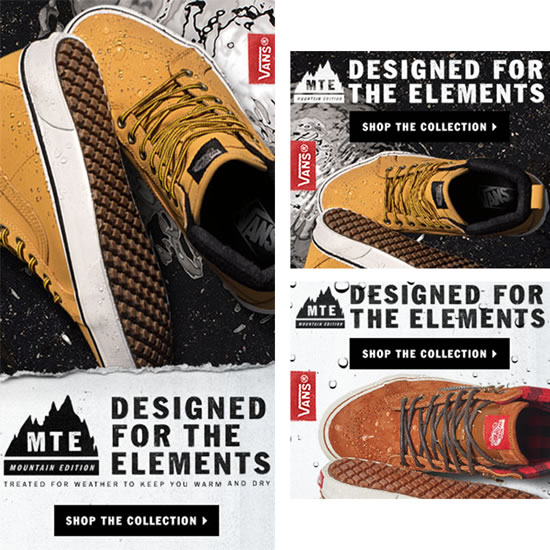 VANS®
VANS
MTE
MOUNTAIN EDITION
DESIGNED
FOR THE
ELEMENTS
TREATED FOR WEATHER TO KEEP YOU WARM AND DRY
SHOP THE COLLECTION
MTE
MOUNTAIN EDITION
DESIGNED FOR
THE ELEMENTS
SHOP THE COLLECTION
VANS®
VANS
MTE
MOUNTAIN EDITION
DESIGNED FOR
THE ELEMENTS
SHOP THE COLLECTION
VANS®